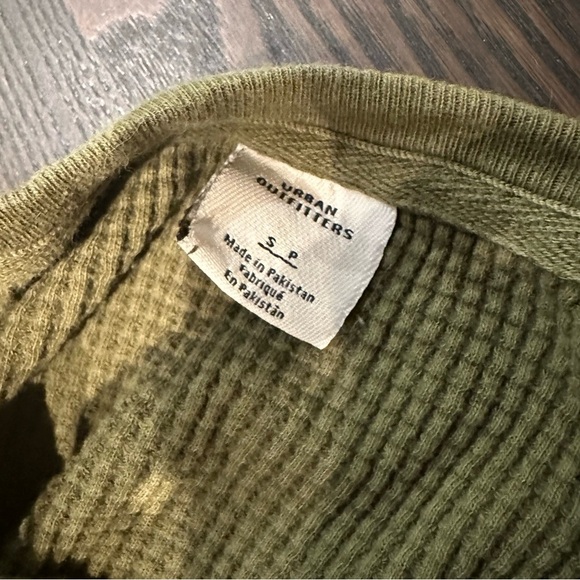 URBAN
OUTFITTERS
S P
Made in Pakistan
Fabriqué
En Pakistan